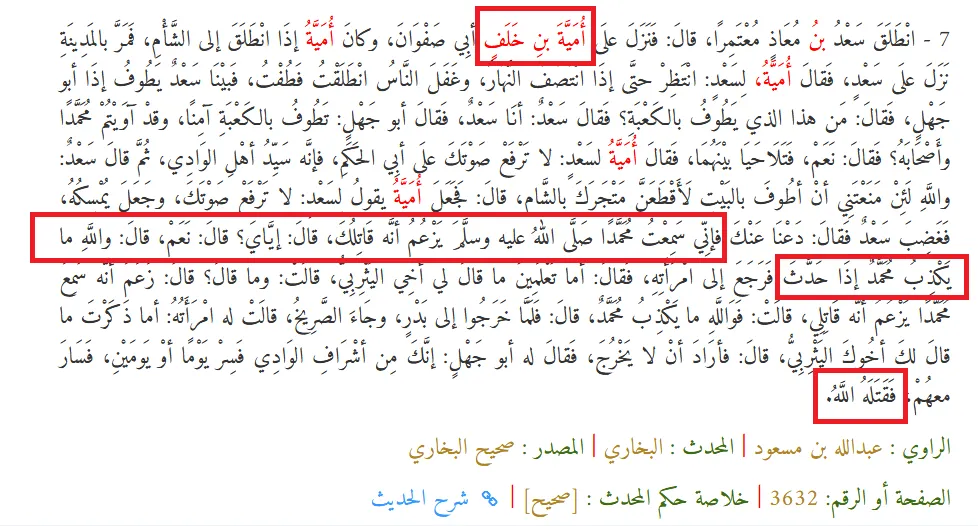 7 - انْطَلَقَ سَعْدُ بنُ مُعَاذٍ مُعْتَمِرًا، قالَ: فَنَزَلَ علَى أُمَيَّةَ بنِ خَلَفٍ أبِي صَفْوَانَ، وكانَ أُمَيَّةُ إذَا انْطَلَقَ إلى الشَّأْمِ، فَمَرَّ بالمَدِينَةِ
نَزَلَ علَى سَعْدٍ، فَقالَ أُمَيَّةُ، لِسَعْدٍ: انْتَظِرْ حتَّى إذَا انْتَصَفَ النَّهَارُ، وغَفَلَ النَّاسُ انْطَلَقْتُ فَطُفْتُ، فَبيْنَا سَعْدٌ يَطُوفُ إذَا أبو
جَهْلٍ، فَقالَ: مَن هذا الذي يَطُوفُ بالكَعْبَةِ؟ فَقالَ سَعْدٌ: أنَا سَعْدٌ، فَقالَ أبو جَهْلٍ: تَطُوفُ بالكَعْبَةِ آمِنًا، وقدْ آوَيْتُمْ مُحَمَّدًا
وأَصْحَابَهُ؟ فَقالَ: نَعَمْ، فَتَلَاحَيَا بيْنَهُمَا، فَقالَ أُمَيَّةُ لسَعْدٍ: لا تَرْفَعْ صَوْتَكَ علَى أبِي الحَكَمِ، فإنَّه سَيِّدُ أهْلِ الوَادِي، ثُمَّ قالَ سَعْدٌ:
واللَّهِ لَئِنْ مَنَعْتَنِي أنْ أطُوفَ بالبَيْتِ لَأَقْطَعَنَّ مَتْجَرَكَ بالشَّامِ، قالَ: فَجَعَلَ أُمَيَّةُ يقولُ لسَعْدٍ: لا تَرْفَعْ صَوْتَكَ، وجَعَلَ يُمْسِكُهُ،
فَغَضِبَ سَعْدٌ فَقالَ: دَعْنَا عَنْكَ فإنِّي سَمِعْتُ مُحَمَّدًا صَلَّى اللهُ عليه وسلَّمَ يَزْعُمُ أنَّه قَاتِلُكَ، قالَ: إيَّايَ؟ قالَ: نَعَمْ، قالَ: واللَّهِ ما
يَكْذِبُ مُحَمَّدٌ إذَا حَدَّثَ فَرَجَعَ إلى امْرَأَتِهِ، فَقالَ: أما تَعْلَمِينَ ما قالَ لي أخِي اليَثْرِبِيُّ، قالَتْ: وما قالَ؟ قالَ: زَعَمَ أنَّه سَمِعَ
مُحَمَّدًا يَزْعُمُ أنَّه قَاتِلِي، قالَتْ: فَوَاللَّهِ ما يَكْذِبُ مُحَمَّدٌ، قالَ: فَلَمَّا خَرَجُوا إلى بَدْرٍ، وجَاءَ الصَّرِيخُ، قالَت له امْرَأَتُهُ: أما ذَكَرْتَ ما
قالَ لكَ أخُوكَ اليَثْرِبِيُّ، قالَ: فأرَادَ أنْ لا يَخْرُجَ، فَقالَ له أبو جَهْلٍ: إنَّكَ مِن أشْرَافِ الوَادِي فَسِرْ يَوْمًا أوْ يَومَيْنِ، فَسَارَ
معهُمْ، فَقَتَلَهُ اللَّهُ.
الراوي : عبدالله بن مسعود | المحدث : البخاري | المصدر : صحيح البخاري
الصفحة أو الرقم: 3632 | خلاصة حكم المحدث : [صحيح] | شرح الحديث